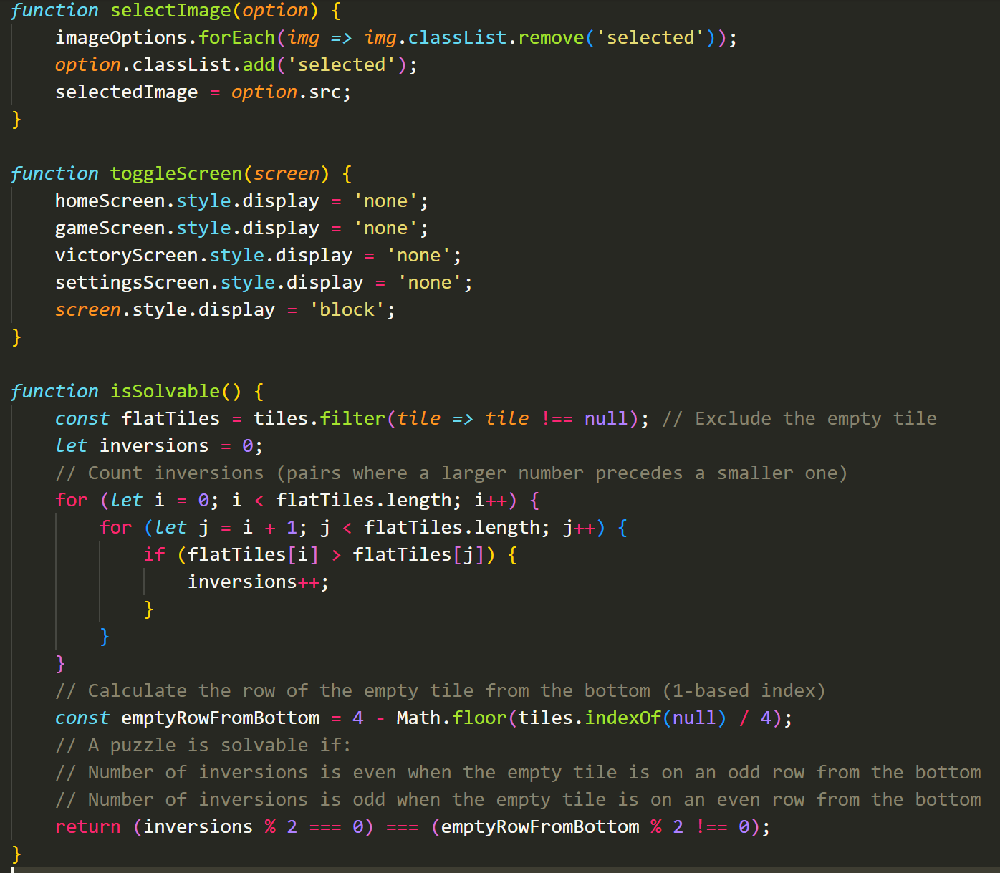 function selectImage(option) {
    imageOptions.forEach(img => img.classList.remove('selected'));
    option.classList.add('selected');
    selectedImage = option.src;
}

function toggleScreen(screen) {
    homeScreen.style.display = 'none';
    gameScreen.style.display = 'none';
    victoryScreen.style.display = 'none';
    settingsScreen.style.display = 'none';
    screen.style.display = 'block';
}

function isSolvable() {
    const flatTiles = tiles.filter(tile => tile !== null); // Exclude the empty tile
    let inversions = 0;
    // Count inversions (pairs where a larger number precedes a smaller one)
    for (let i = 0; i < flatTiles.length; i++) {
        for (let j = i + 1; j < flatTiles.length; j++) {
            if (flatTiles[i] > flatTiles[j]) {
                inversions++;
            }
        }
    }
    // Calculate the row of the empty tile from the bottom (1-based index)
    const emptyRowFromBottom = 4 - Math.floor(tiles.indexOf(null) / 4);
    // A puzzle is solvable if:
    // Number of inversions is even when the empty tile is on an odd row from the bottom
    // Number of inversions is odd when the empty tile is on an even row from the bottom
    return (inversions % 2 === 0) === (emptyRowFromBottom % 2 !== 0);
}